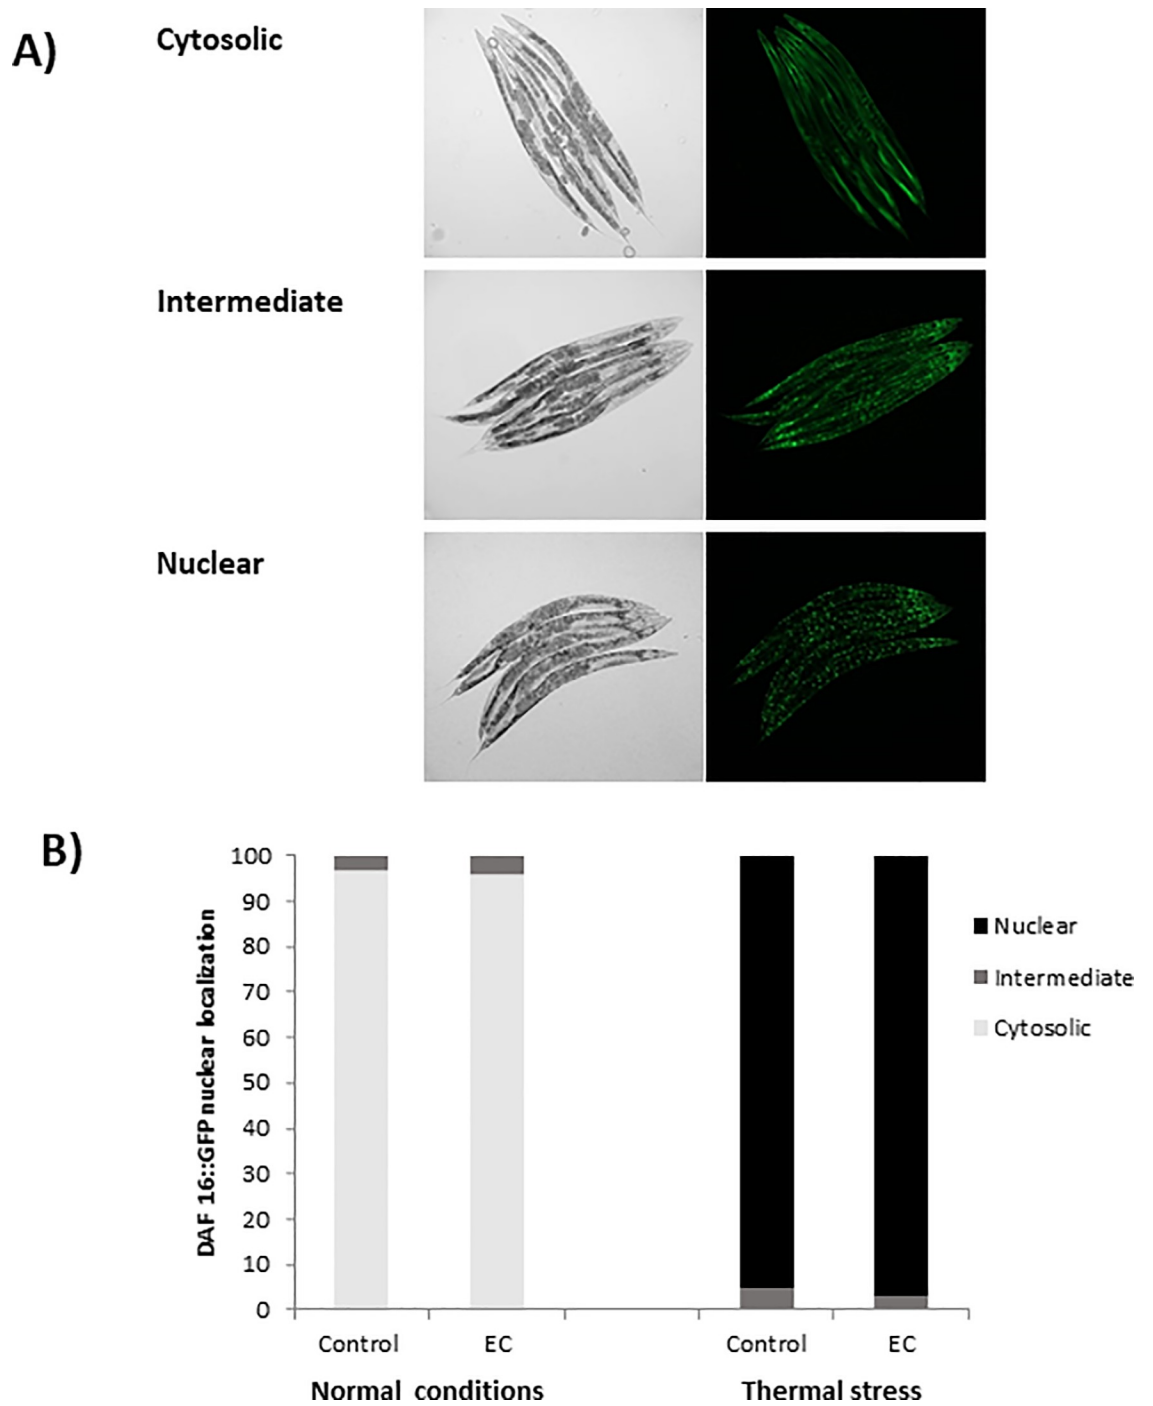 A)
Cytosolic
Intermediate
Nuclear
B)
DAF 16::GFP nuclear localization
100
90
80
70
60
50
40
30
20
10
0
Nuclear
Intermediate
Cytosolic
Control EC Control EC
Normal conditions Thermal stress